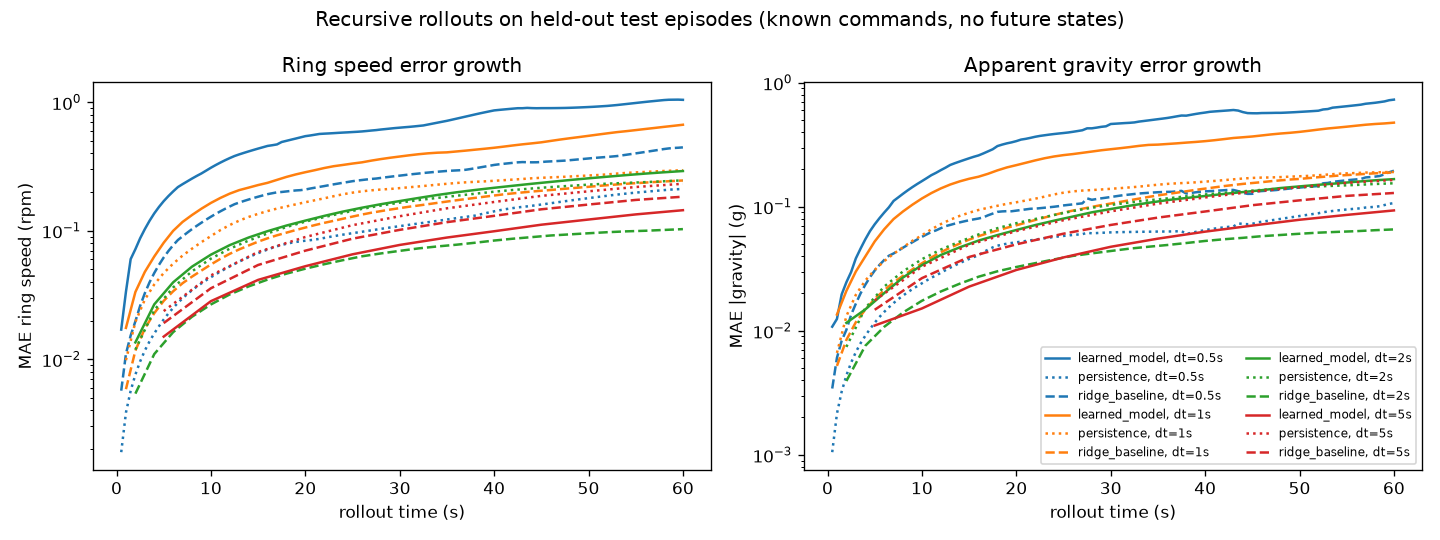 Recursive rollouts on held-out test episodes (known commands, no future states)
Ring speed error growth
MAE ring speed (rpm)
10⁰
10⁻¹
10⁻²
0 10 20 30 40 50 60
rollout time (s)
Apparent gravity error growth
MAE |gravity| (g)
10⁰
10⁻¹
10⁻²
10⁻³
0 10 20 30 40 50 60
rollout time (s)
learned_model, dt=0.5s
persistence, dt=0.5s
ridge_baseline, dt=0.5s
learned_model, dt=1s
persistence, dt=1s
ridge_baseline, dt=1s
learned_model, dt=2s
persistence, dt=2s
ridge_baseline, dt=2s
learned_model, dt=5s
persistence, dt=5s
ridge_baseline, dt=5s